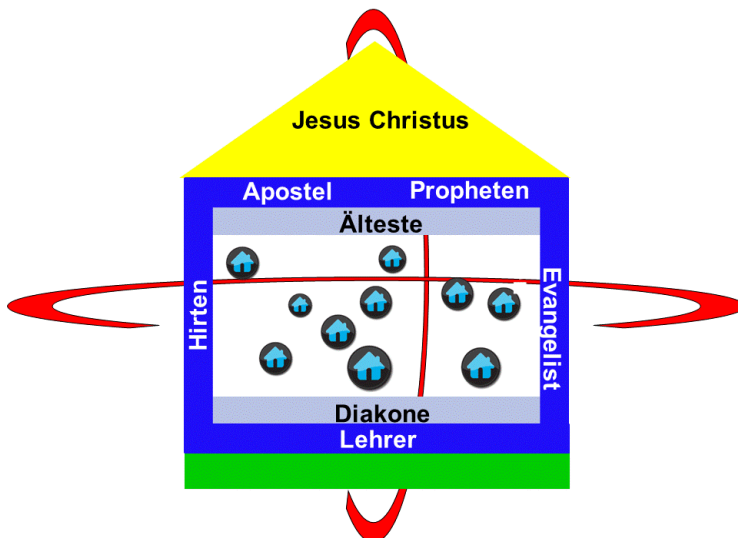 Jesus Christus
Apostel Propheten
Älteste
Hirten
Evangelist
Diakone
Lehrer